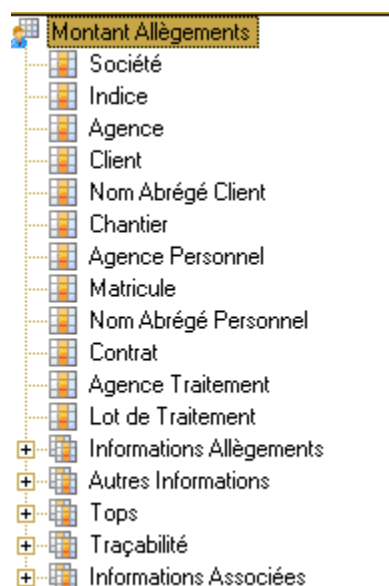 Montant Allègements
Société
Indice
Agence
Client
Nom Abrégé Client
Chantier
Agence Personnel
Matricule
Nom Abrégé Personnel
Contrat
Agence Traitement
Lot de Traitement
Informations Allègements
Autres Informations
Tops
Traçabilité
Informations Associées